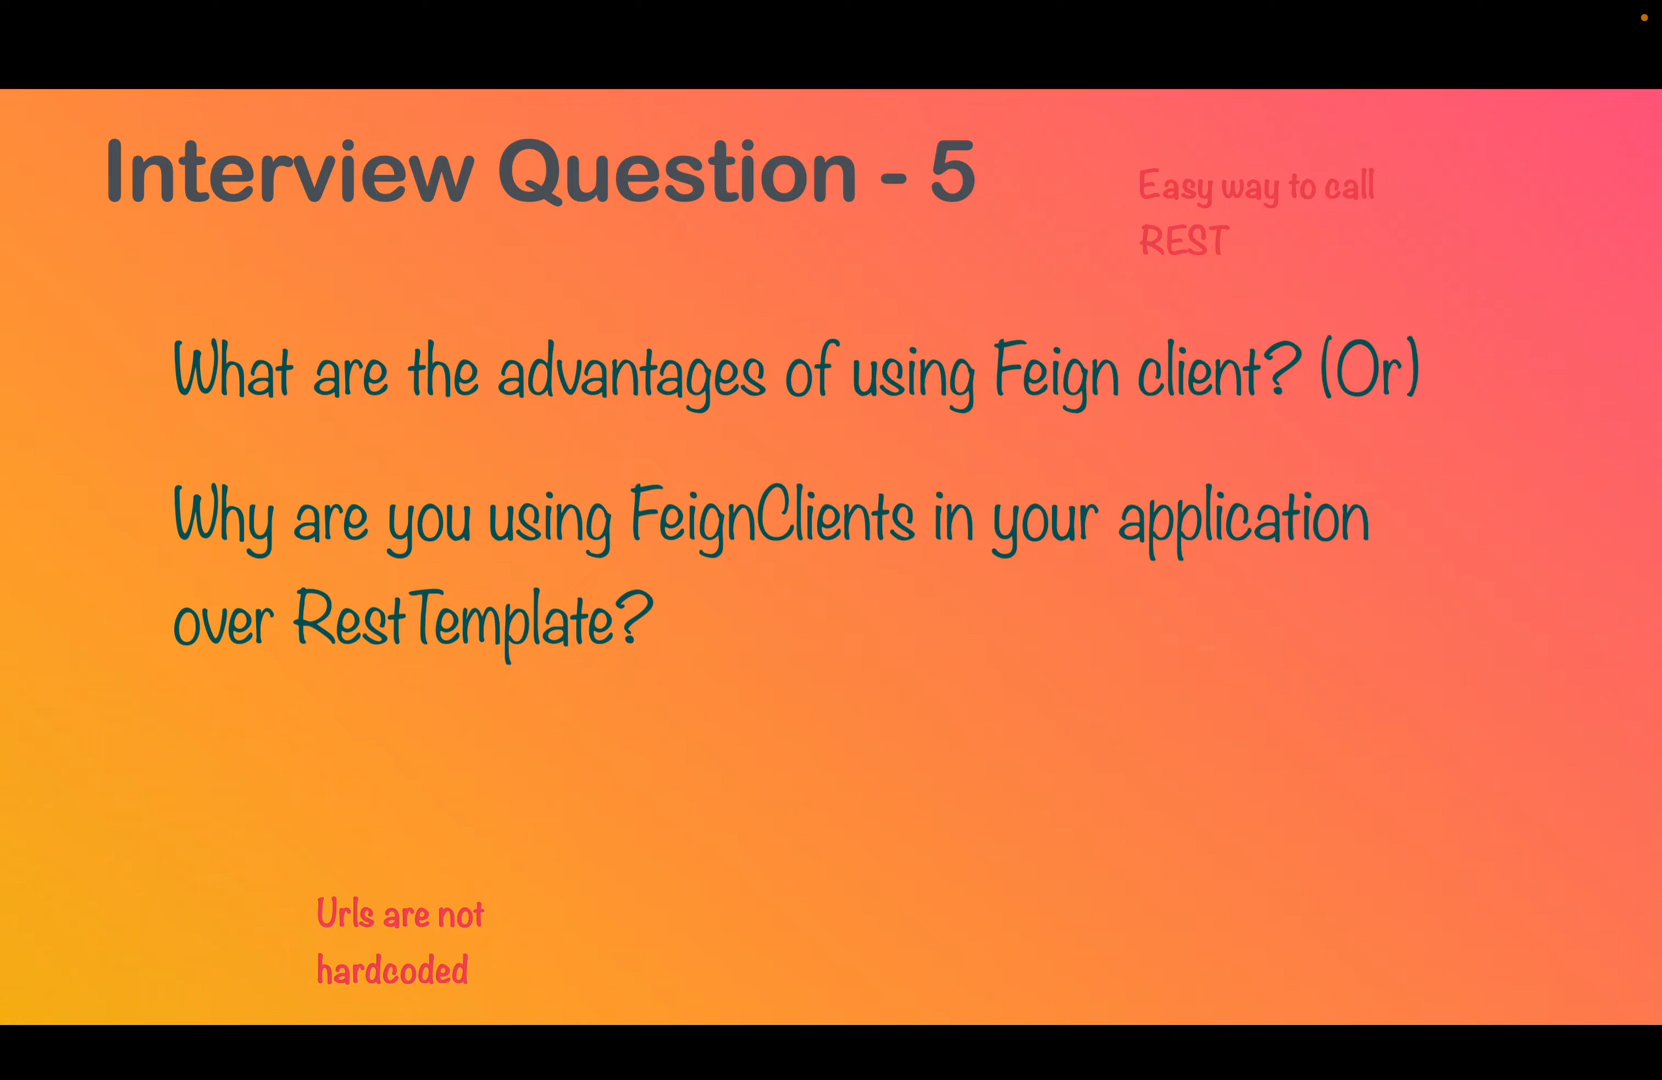 Interview Question - 5
Easy way to call
REST
What are the advantages of using Feign client? (Or)
Why are you using FeignClients in your application
over RestTemplate?
Urls are not
hardcoded